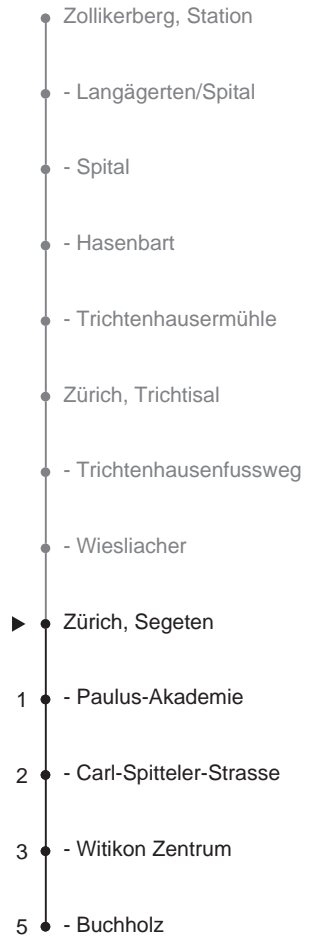 Zollikerberg, Station
- Langägerten/Spital
- Spital
- Hasenbart
- Trichtenhausermühle
Zürich, Trichtisal
- Trichtenhausenfussweg
- Wiesliacher
Zürich, Segeten
1 - Paulus-Akademie
2 - Carl-Spitteler-Strasse
3 - Witikon Zentrum
5 - Buchholz